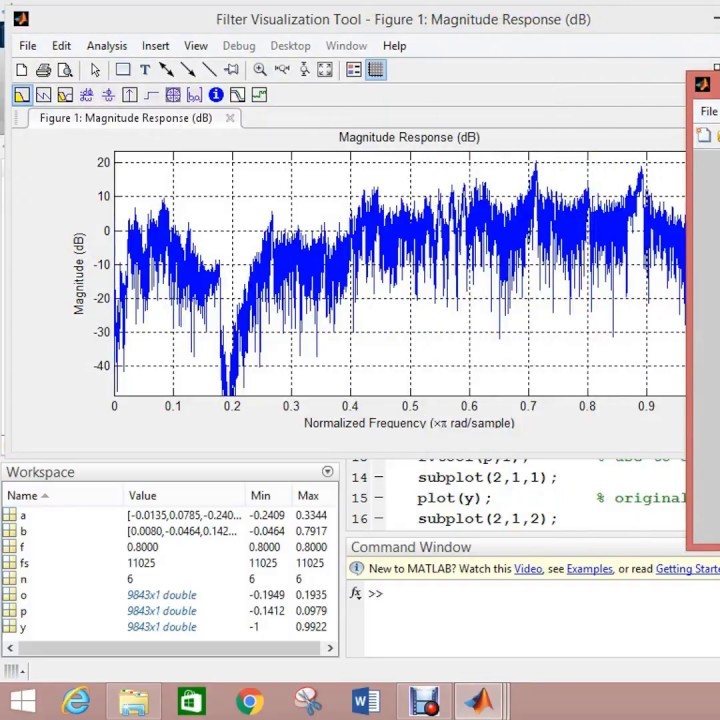 Filter Visualization Tool - Figure 1: Magnitude Response (dB)
File Edit Analysis Insert View Debug Desktop Window Help
File
Figure 1: Magnitude Response (dB)
Magnitude Response (dB)
20
10
0
-10
-20
-30
-40
Magnitude (dB)
0 0.1 0.2 0.3 0.4 0.5 0.6 0.7 0.8 0.9
Normalized Frequency (×π rad/sample)
Workspace
Name Value Min Max
a [-0.0135,0.0785,-0.240... -0.2409 0.3344
b [0.0080,-0.0464,0.142... -0.0464 0.7917
f 0.8000 0.8000 0.8000
fs 11025 11025 11025
n 6 6 6
o 9843x1 double -0.1949 0.1935
p 9843x1 double -0.1412 0.0979
y 9843x1 double -1 0.9922
14 – subplot(2,1,1);
15 – plot(y); % original
16 – subplot(2,1,2);
Command Window
New to MATLAB? Watch this Video, see Examples, or read Getting Starte
fx >>